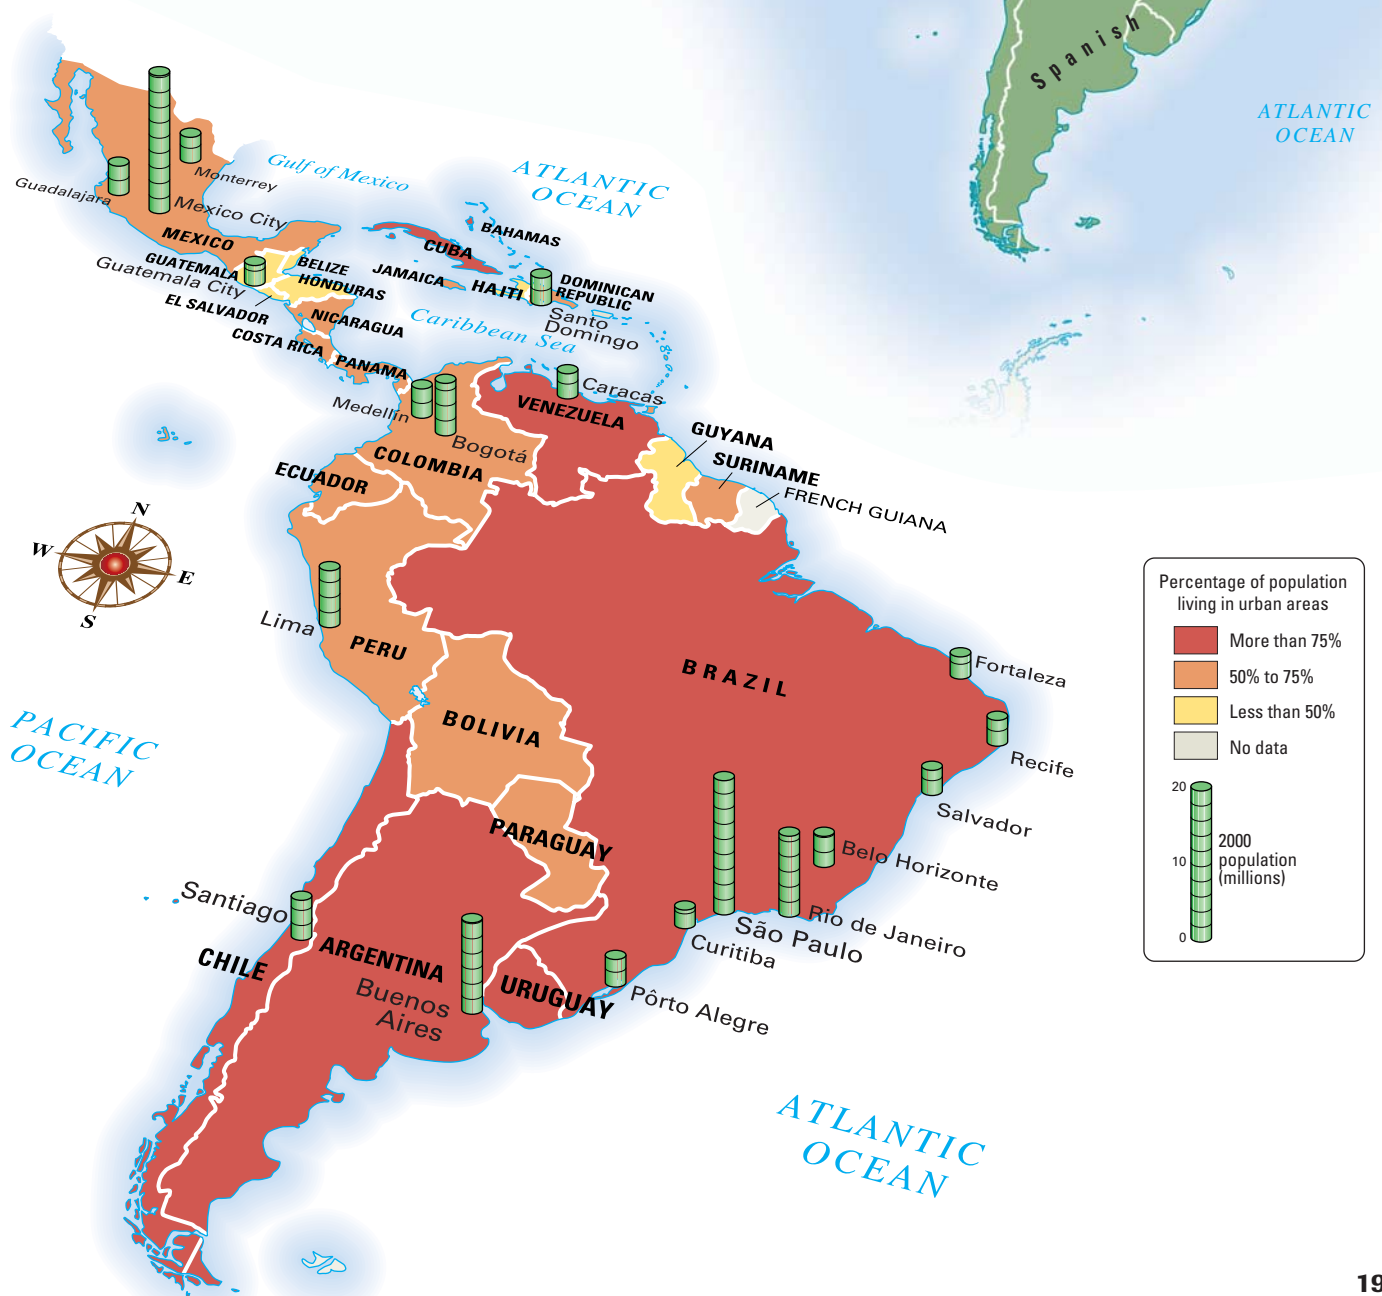 Spanish
ATLANTIC
OCEAN
Gulf of Mexico
ATLANTIC
OCEAN
Monterrey
Guadalajara
Mexico City
MEXICO
BAHAMAS
CUBA
GUATEMALA
Guatemala City
BELIZE
HONDURAS
JAMAICA
HAITI
DOMINICAN
REPUBLIC
Santo
Domingo
EL SALVADOR
NICARAGUA
Caribbean Sea
COSTA RICA
PANAMA
Caracas
Medellín
VENEZUELA
Bogotá
COLOMBIA
GUYANA
SURINAME
FRENCH GUIANA
ECUADOR
N
W
E
S
Lima
PERU
BRAZIL
Fortaleza
Recife
PACIFIC
OCEAN
BOLIVIA
Salvador
PARAGUAY
Belo Horizonte
Rio de Janeiro
São Paulo
Curitiba
Santiago
CHILE
ARGENTINA
Buenos
Aires
URUGUAY
Pôrto Alegre
ATLANTIC
OCEAN
Percentage of population
living in urban areas
More than 75%
50% to 75%
Less than 50%
No data
20
10
0
2000
population
(millions)
19